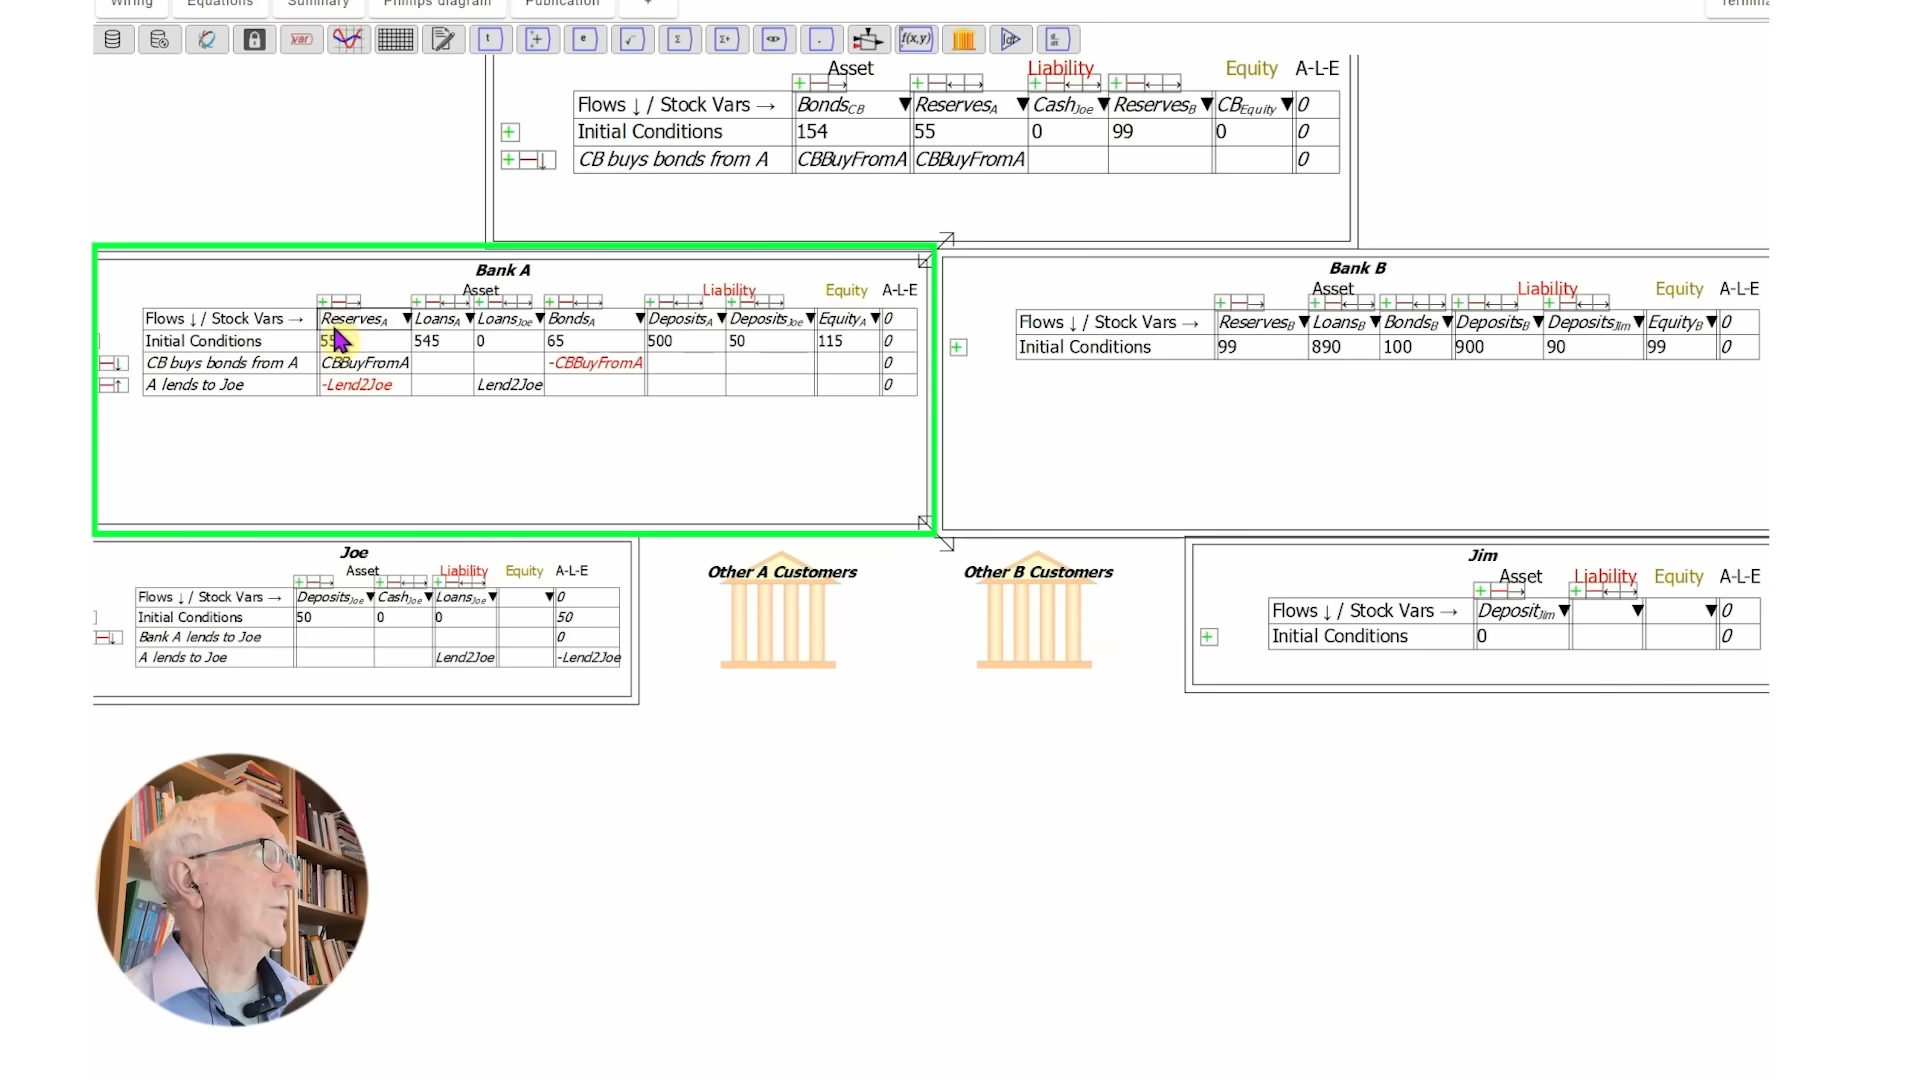 Wiring Equations Summary Phillips diagram Publication +
var t + e √ Σ Σ+ f(x,y)
Asset Liability Equity A-L-E
Flows ↓ / Stock Vars → BondsCB ▼ ReservesA ▼ CashJoe ▼ ReservesB ▼ CBEquity ▼ 0
Initial Conditions 154 55 0 99 0 0
CB buys bonds from A CBBuyFromA CBBuyFromA 0
Bank A
Asset Liability Equity A-L-E
Flows ↓ / Stock Vars → ReservesA ▼ LoansA ▼ LoansJoe ▼ BondsA ▼ DepositsA ▼ DepositsJoe ▼ EquityA ▼ 0
Initial Conditions 55 545 0 65 500 50 115 0
CB buys bonds from A CBBuyFromA -CBBuyFromA 0
A lends to Joe -Lend2Joe Lend2Joe 0
Bank B
Asset Liability Equity A-L-E
Flows ↓ / Stock Vars → ReservesB ▼ LoansB ▼ BondsB ▼ DepositsB ▼ DepositsJim ▼ EquityB ▼ 0
Initial Conditions 99 890 100 900 90 99 0
Joe
Asset Liability Equity A-L-E
Flows ↓ / Stock Vars → DepositsJoe ▼ CashJoe ▼ LoansJoe ▼ ▼ 0
Initial Conditions 50 0 0 50
Bank A lends to Joe 0
A lends to Joe Lend2Joe -Lend2Joe
Other A Customers
Other B Customers
Jim
Asset Liability Equity A-L-E
Flows ↓ / Stock Vars → DepositJim ▼ ▼ ▼ 0
Initial Conditions 0 0